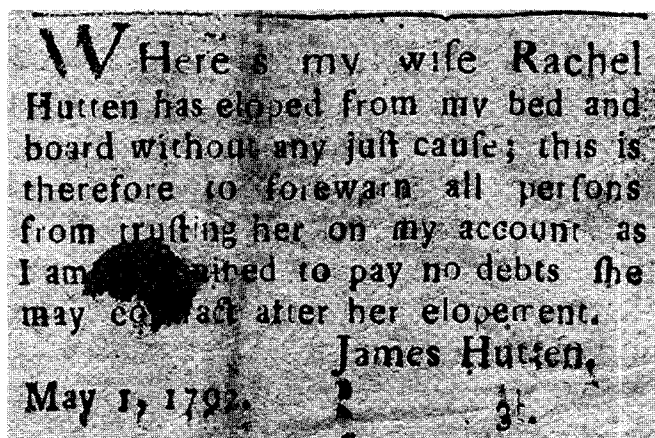 WHere's my wife Rachel
Hutten has eloped from my bed and
board without any juſt cauſe; this is
therefore to forewarn all perſons
from truſting her on my account as
I am to pay no debts ſhe
may contract after her elopement.
James Hutten.
May 1, 1792.